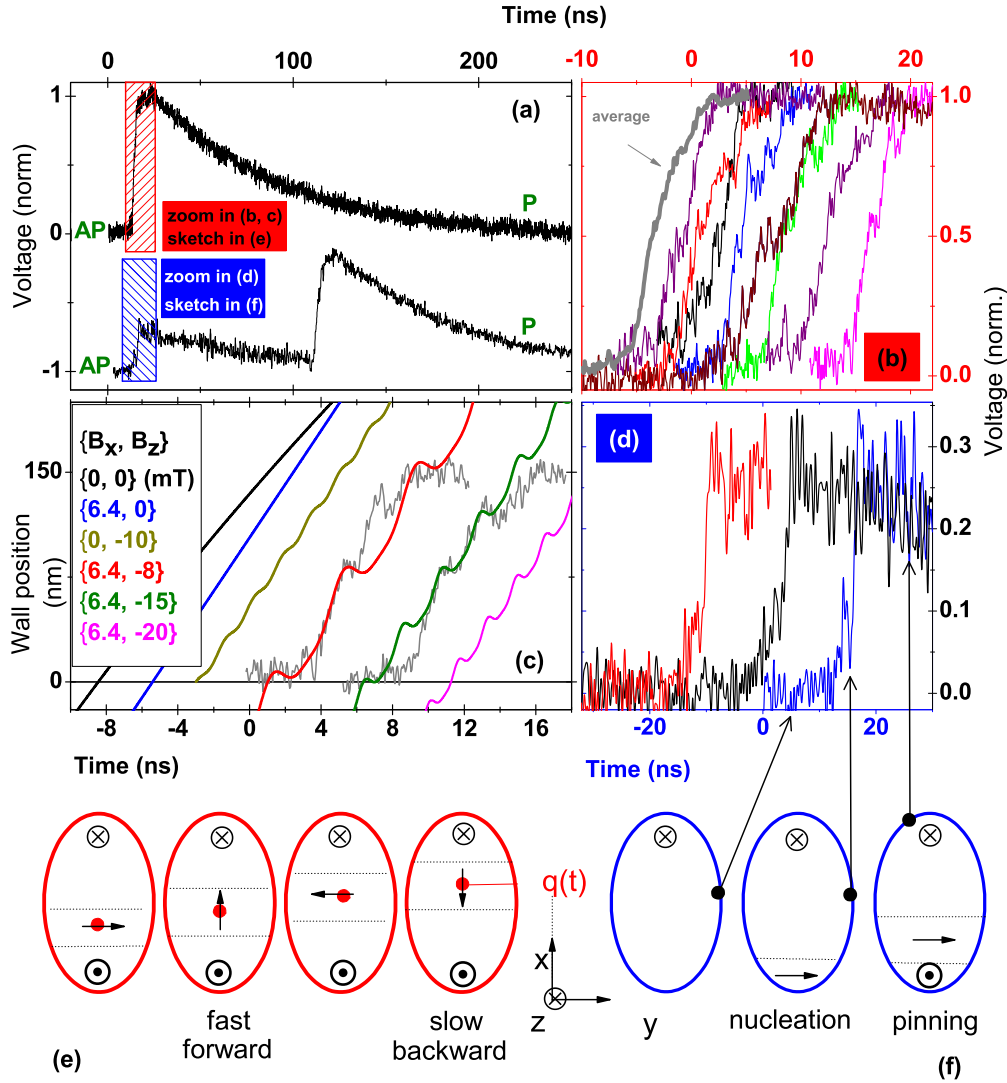 Time (ns)
0 100 200
-10 0 10 20
Voltage (norm)
1
0
-1
(a)
AP
P
zoom in (b, c)
sketch in (e)
zoom in (d)
sketch in (f)
AP
P
average
(b)
1.0
0.5
0.0
Voltage (norm.)
Wall position
(nm)
150
0
{Bx, Bz}
{0, 0} (mT)
{6.4, 0}
{0, -10}
{6.4, -8}
{6.4, -15}
{6.4, -20}
(c)
-8 -4 0 4 8 12 16
Time (ns)
(d)
0.3
0.2
0.1
0.0
-20 0 20
Time (ns)
q(t)
x
z
y
fast
forward
slow
backward
nucleation
pinning
(e)
(f)